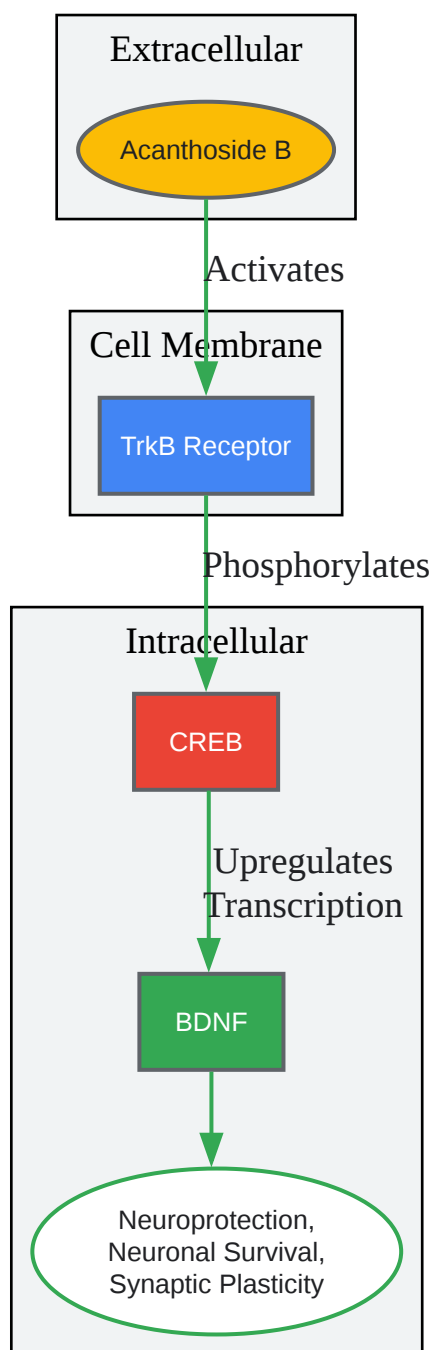 Extracellular
Acanthoside B
Activates
Cell Membrane
TrkB Receptor
Phosphorylates
Intracellular
CREB
Upregulates
Transcription
BDNF
Neuroprotection,
Neuronal Survival,
Synaptic Plasticity